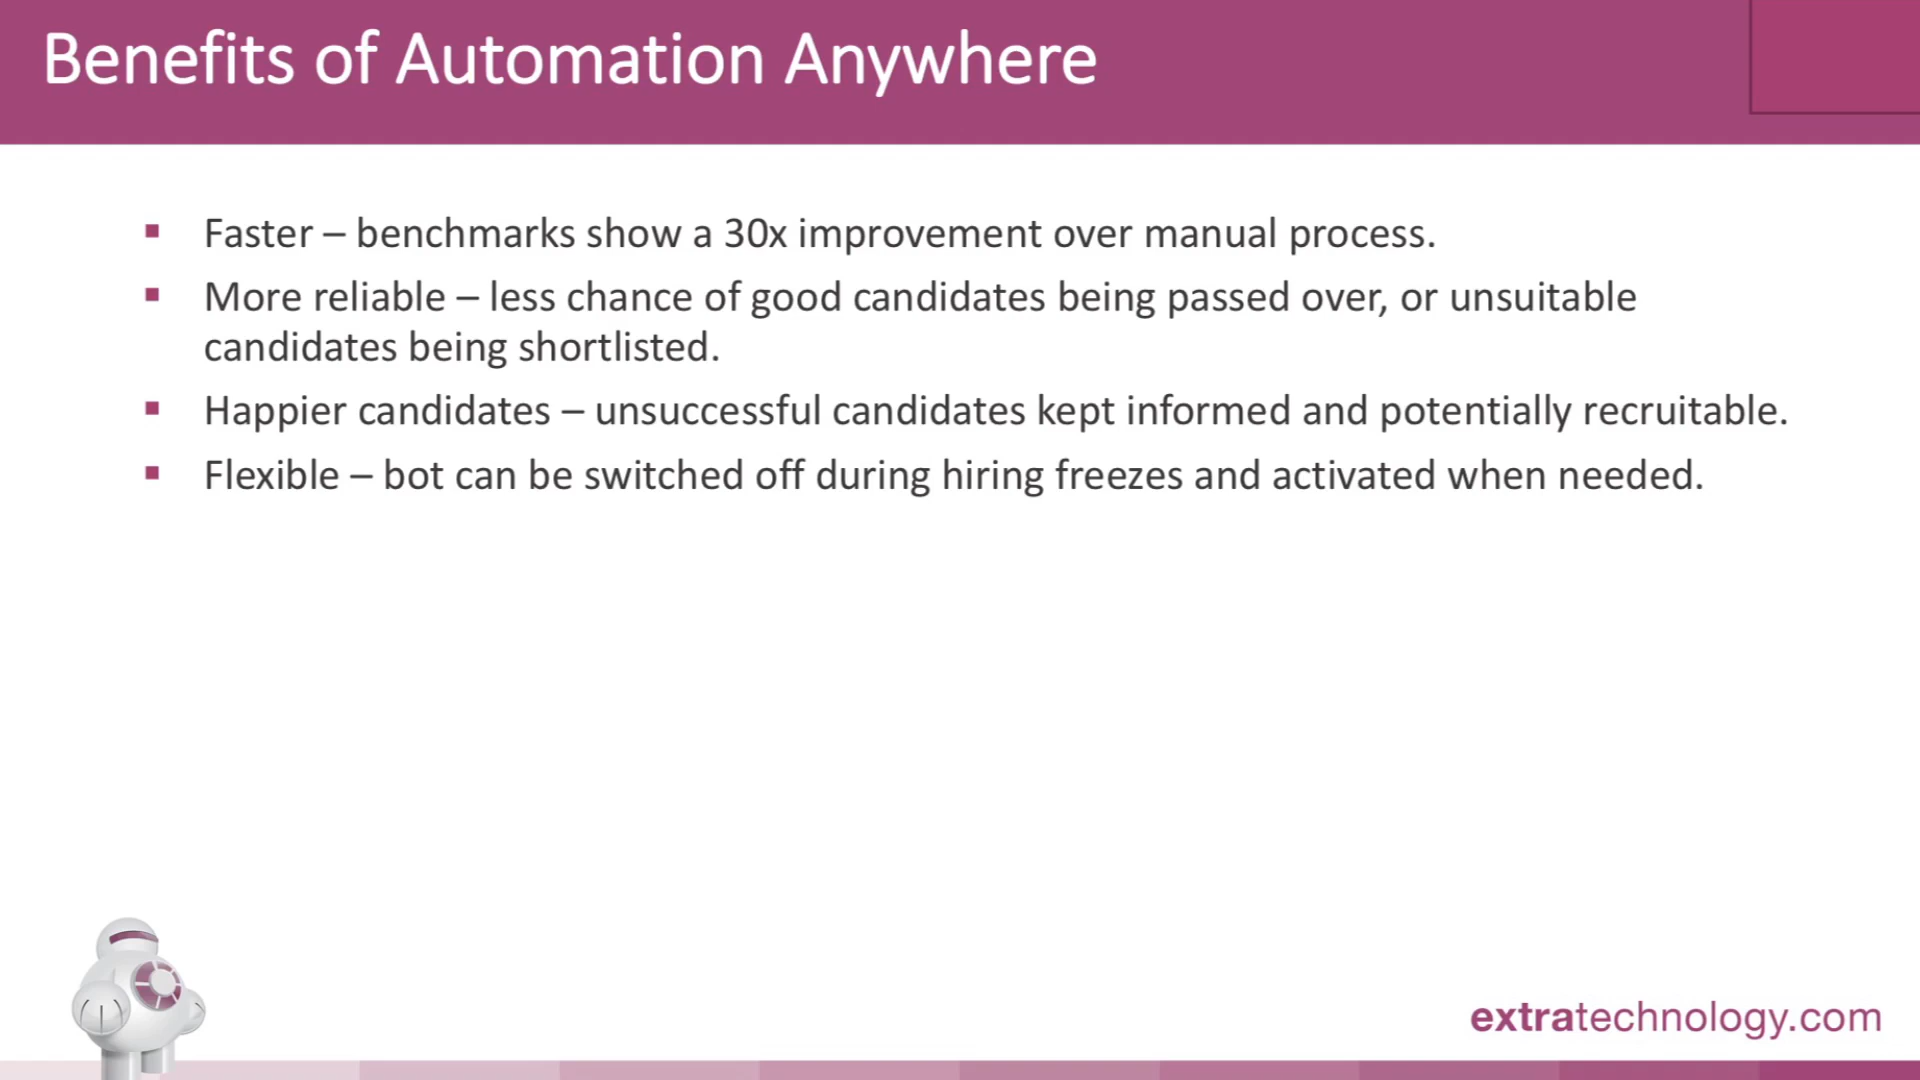 Benefits of Automation Anywhere
▪ Faster – benchmarks show a 30x improvement over manual process.
▪ More reliable – less chance of good candidates being passed over, or unsuitable
candidates being shortlisted.
▪ Happier candidates – unsuccessful candidates kept informed and potentially recruitable.
▪ Flexible – bot can be switched off during hiring freezes and activated when needed.
extratechnology.com